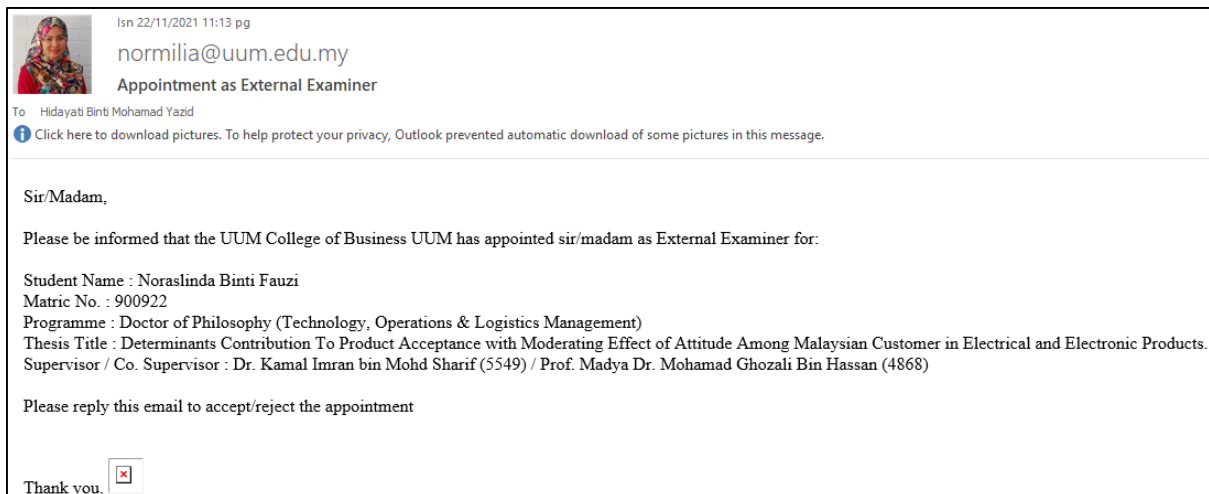 Isn 22/11/2021 11:13 pg
normilia@uum.edu.my
Appointment as External Examiner
To Hidayati Binti Mohamad Yazid
Click here to download pictures. To help protect your privacy, Outlook prevented automatic download of some pictures in this message.
Sir/Madam,
Please be informed that the UUM College of Business UUM has appointed sir/madam as External Examiner for:
Student Name : Noraslinda Binti Fauzi
Matric No. : 900922
Programme : Doctor of Philosophy (Technology, Operations & Logistics Management)
Thesis Title : Determinants Contribution To Product Acceptance with Moderating Effect of Attitude Among Malaysian Customer in Electrical and Electronic Products.
Supervisor / Co. Supervisor : Dr. Kamal Imran bin Mohd Sharif (5549) / Prof. Madya Dr. Mohamad Ghozali Bin Hassan (4868)
Please reply this email to accept/reject the appointment
Thank you.